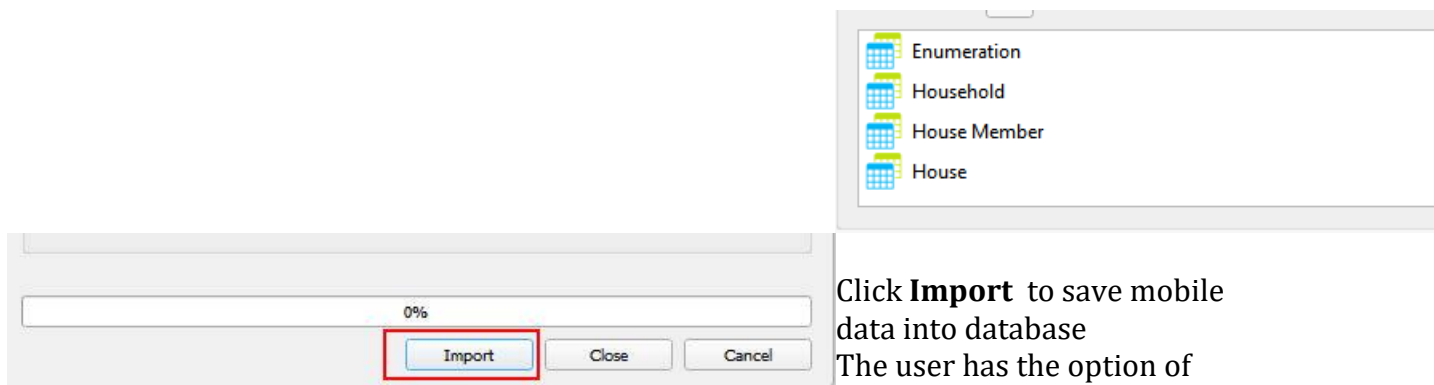 Enumeration
Household
House Member
House
0%
Import Close Cancel
Click Import to save mobile
data into database
The user has the option of